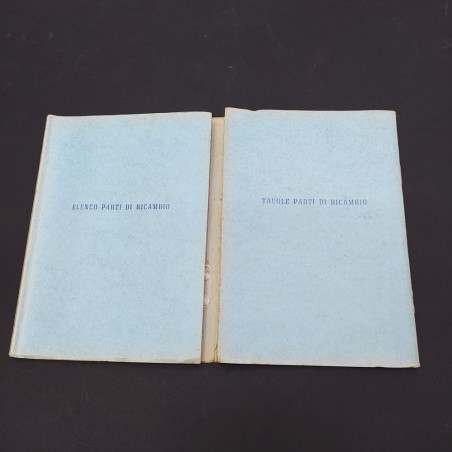 ELENCO PARTI DI RICAMBIO
TAVOLE PARTI DI RICAMBIO